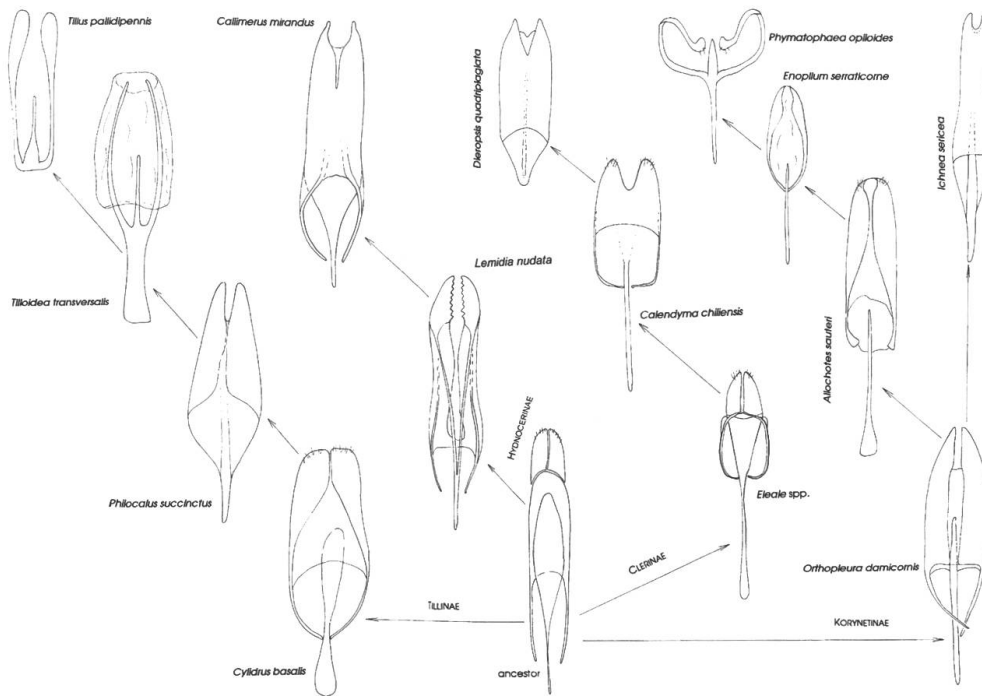 Tillus pallidipennis
Callimerus mirandus
Dieropsis quadriplagiata
Phymatophaea opiloides
Enoplium serraticorne
Ichnea sericea
Tilloidea transversalis
Lemidia nudata
Calendyma chiliensis
Allochotes sauteri
Philocalus succinctus
HYDNOCERINAE
Eleale spp.
Orthopleura damicornis
CLERINAE
TILLINAE
KORYNETINAE
Cylidrus basalis
ancestor